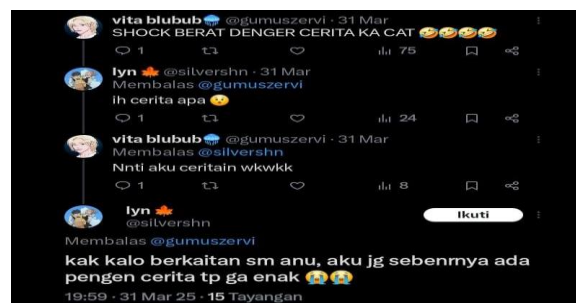 vita blubub🪼 @gumuszervi · 31 Mar
SHOCK BERAT DENGER CERITA KA CAT 🤣🤣🤣🤣
1 75
lyn 🍁 @silvershn · 31 Mar
Membalas @gumuszervi
ih cerita apa 😯
1 24
vita blubub🪼 @gumuszervi · 31 Mar
Membalas @silvershn
Nnti aku ceritain wkwkk
1 8
lyn 🍁
@silvershn
Ikuti
Membalas @gumuszervi
kak kalo berkaitan sm anu, aku jg sebenrnya ada
pengen cerita tp ga enak 😭😭
19:59 · 31 Mar 25 · 15 Tayangan